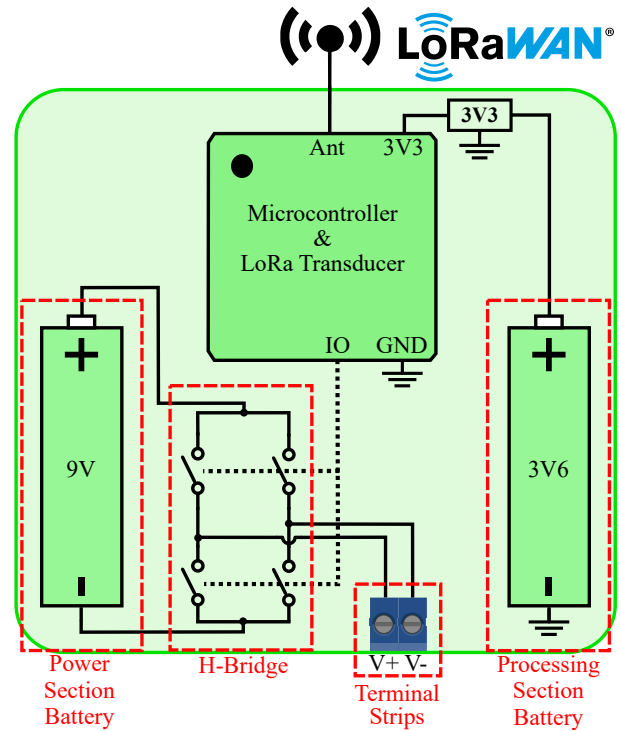 LoRaWAN®
3V3
Ant 3V3
Microcontroller
&
LoRa Transducer
IO GND
+
+
9V
3V6
-
-
V+ V-
Power
Section
Battery
H-Bridge
Terminal
Strips
Processing
Section
Battery